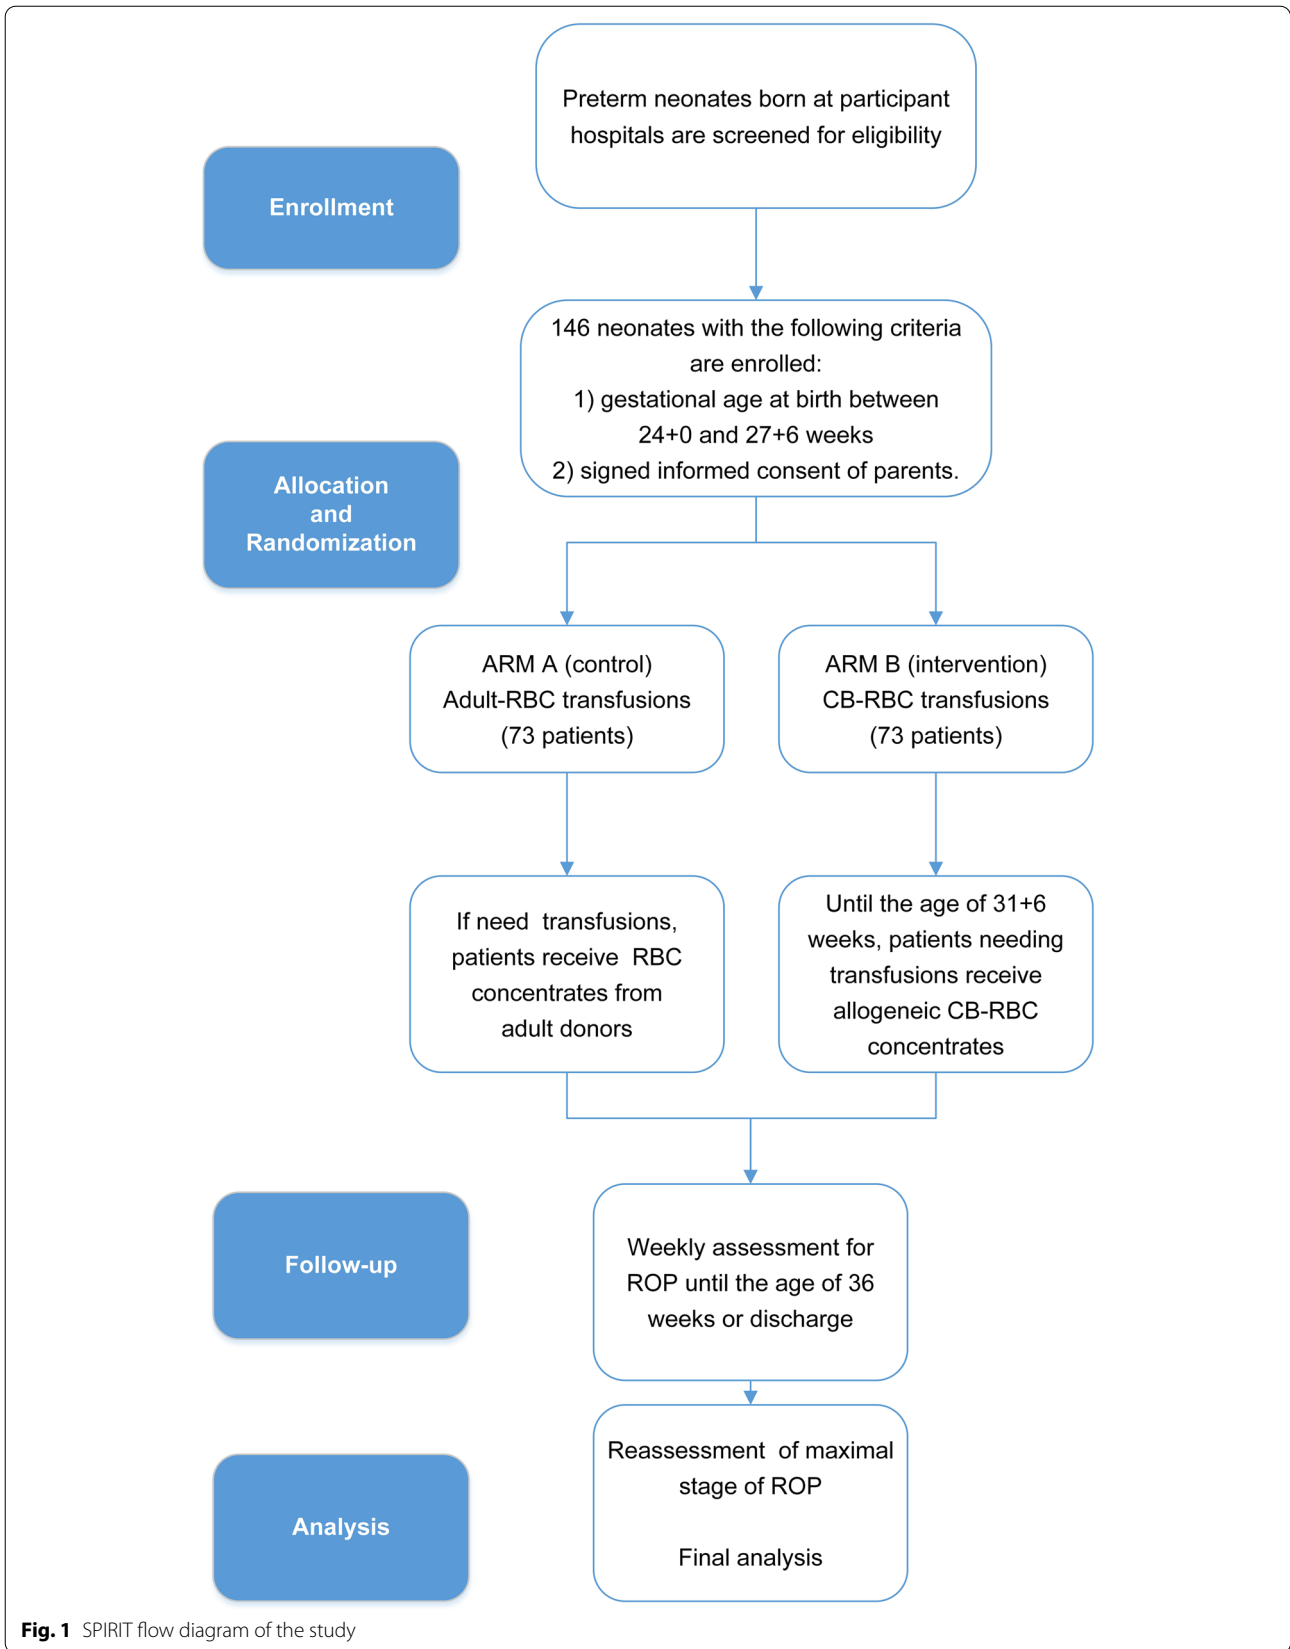 Preterm neonates born at participant
hospitals are screened for eligibility
Enrollment
146 neonates with the following criteria
are enrolled:
1) gestational age at birth between
24+0 and 27+6 weeks
2) signed informed consent of parents.
Allocation
and
Randomization
ARM A (control)
Adult-RBC transfusions
(73 patients)
ARM B (intervention)
CB-RBC transfusions
(73 patients)
If need transfusions,
patients receive RBC
concentrates from
adult donors
Until the age of 31+6
weeks, patients needing
transfusions receive
allogeneic CB-RBC
concentrates
Follow-up
Weekly assessment for
ROP until the age of 36
weeks or discharge
Analysis
Reassessment of maximal
stage of ROP
Final analysis
Fig. 1 SPIRIT flow diagram of the study